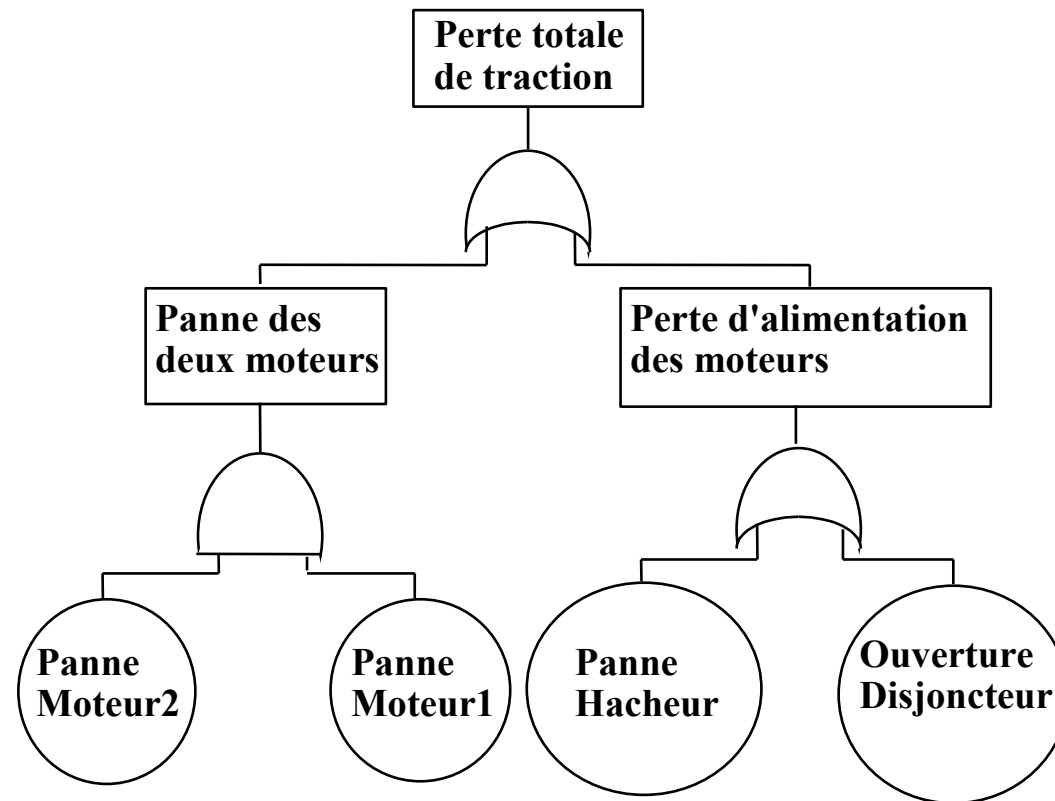 Perte totale
de traction
Panne des
deux moteurs
Perte d'alimentation
des moteurs
Panne
Moteur2
Panne
Moteur1
Panne
Hacheur
Ouverture
Disjoncteur